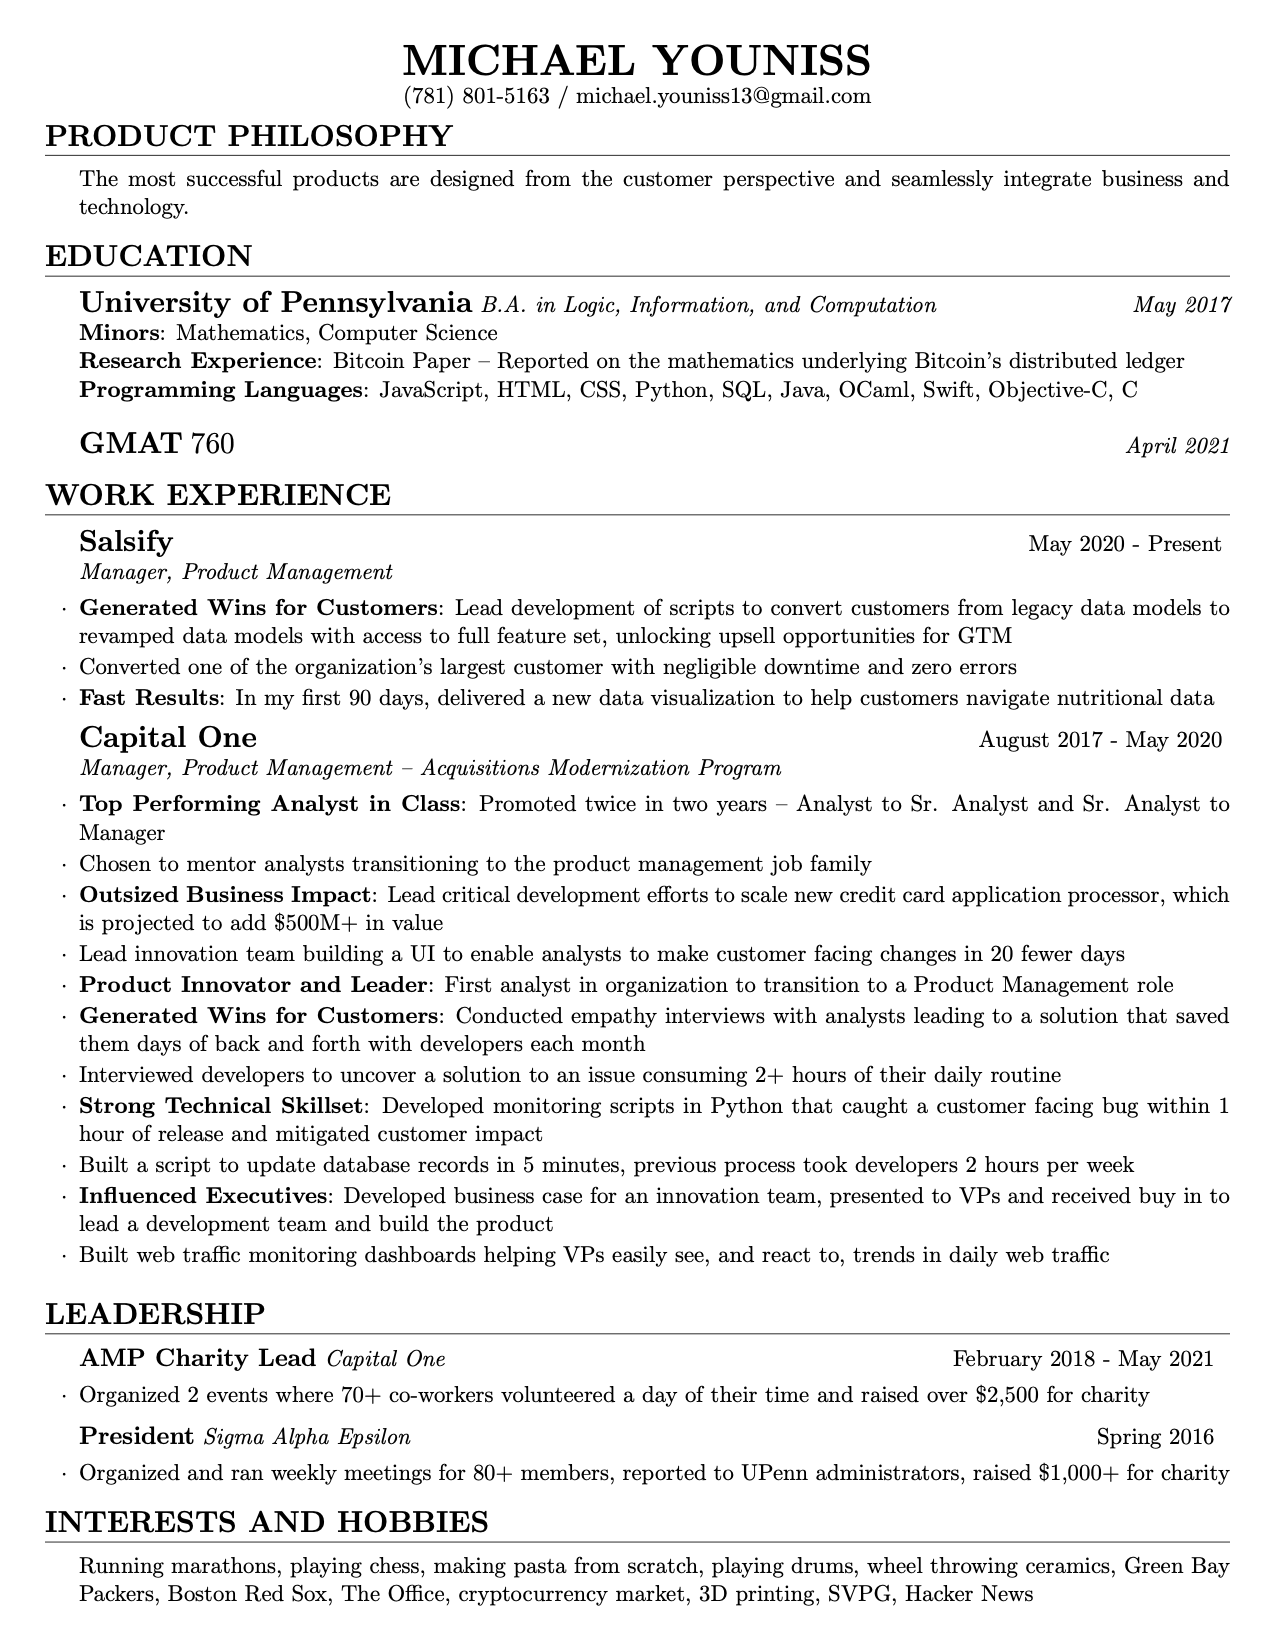 MICHAEL YOUNISS
(781) 801-5163 / michael.youniss13@gmail.com
PRODUCT PHILOSOPHY
The most successful products are designed from the customer perspective and seamlessly integrate business and
technology.
EDUCATION
University of Pennsylvania B.A. in Logic, Information, and Computation May 2017
Minors: Mathematics, Computer Science
Research Experience: Bitcoin Paper – Reported on the mathematics underlying Bitcoin's distributed ledger
Programming Languages: JavaScript, HTML, CSS, Python, SQL, Java, OCaml, Swift, Objective-C, C
GMAT 760 April 2021
WORK EXPERIENCE
Salsify May 2020 - Present
Manager, Product Management
· Generated Wins for Customers: Lead development of scripts to convert customers from legacy data models to
revamped data models with access to full feature set, unlocking upsell opportunities for GTM
· Converted one of the organization's largest customer with negligible downtime and zero errors
· Fast Results: In my first 90 days, delivered a new data visualization to help customers navigate nutritional data
Capital One August 2017 - May 2020
Manager, Product Management – Acquisitions Modernization Program
· Top Performing Analyst in Class: Promoted twice in two years – Analyst to Sr. Analyst and Sr. Analyst to
Manager
· Chosen to mentor analysts transitioning to the product management job family
· Outsized Business Impact: Lead critical development efforts to scale new credit card application processor, which
is projected to add $500M+ in value
· Lead innovation team building a UI to enable analysts to make customer facing changes in 20 fewer days
· Product Innovator and Leader: First analyst in organization to transition to a Product Management role
· Generated Wins for Customers: Conducted empathy interviews with analysts leading to a solution that saved
them days of back and forth with developers each month
· Interviewed developers to uncover a solution to an issue consuming 2+ hours of their daily routine
· Strong Technical Skillset: Developed monitoring scripts in Python that caught a customer facing bug within 1
hour of release and mitigated customer impact
· Built a script to update database records in 5 minutes, previous process took developers 2 hours per week
· Influenced Executives: Developed business case for an innovation team, presented to VPs and received buy in to
lead a development team and build the product
· Built web traffic monitoring dashboards helping VPs easily see, and react to, trends in daily web traffic
LEADERSHIP
AMP Charity Lead Capital One February 2018 - May 2021
· Organized 2 events where 70+ co-workers volunteered a day of their time and raised over $2,500 for charity
President Sigma Alpha Epsilon Spring 2016
· Organized and ran weekly meetings for 80+ members, reported to UPenn administrators, raised $1,000+ for charity
INTERESTS AND HOBBIES
Running marathons, playing chess, making pasta from scratch, playing drums, wheel throwing ceramics, Green Bay
Packers, Boston Red Sox, The Office, cryptocurrency market, 3D printing, SVPG, Hacker News